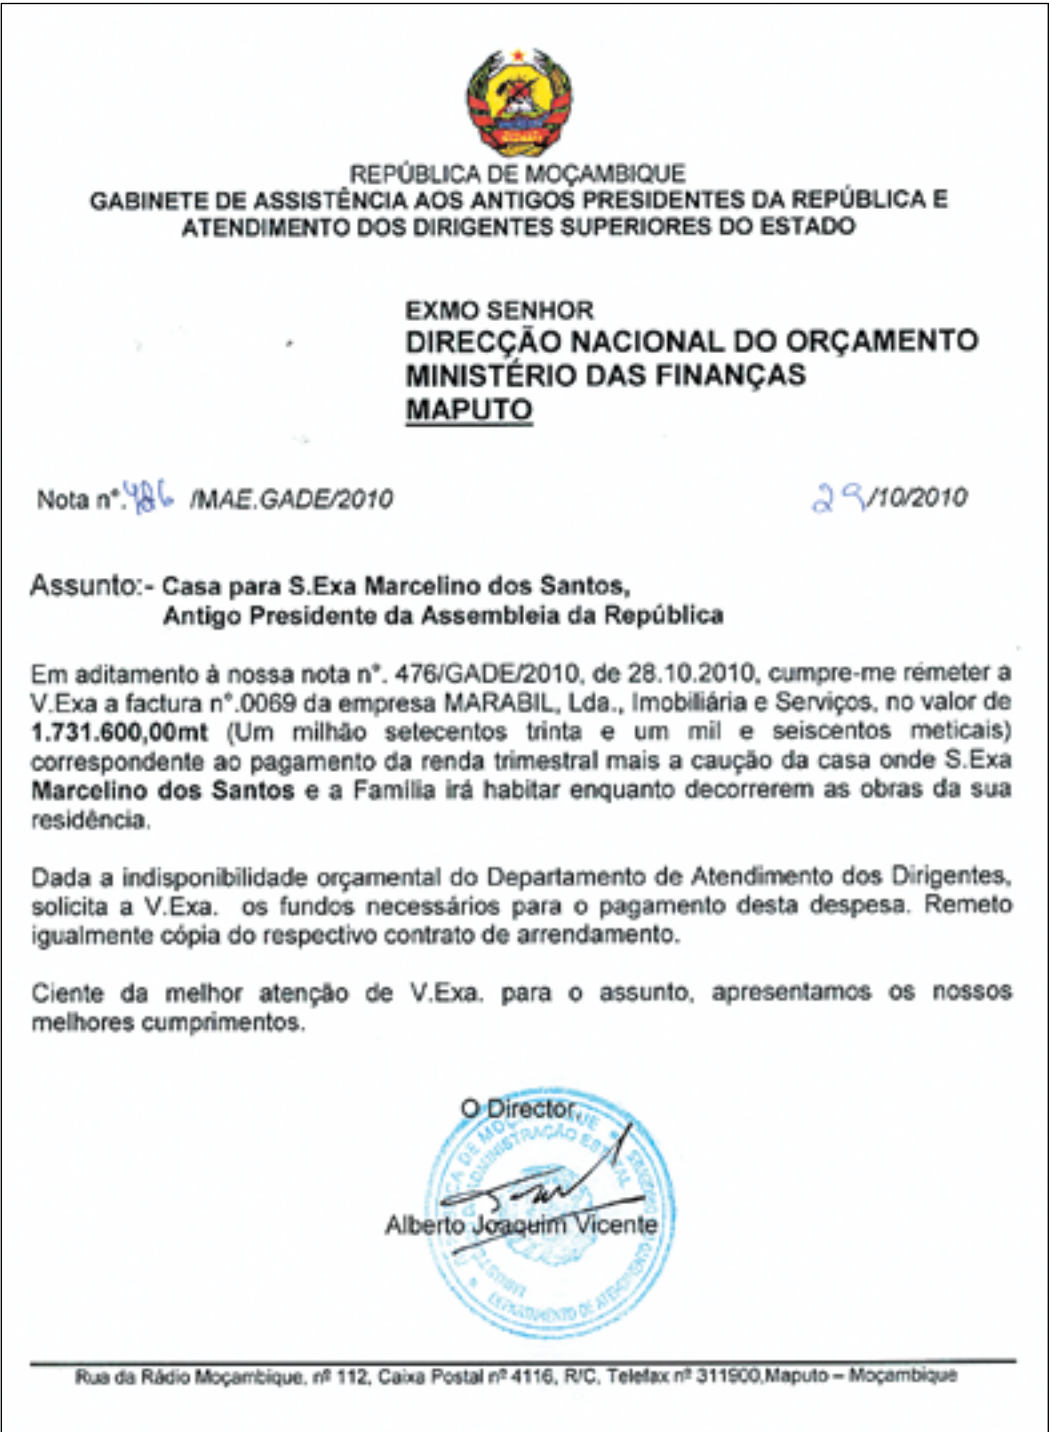 REPÚBLICA DE MOÇAMBIQUE
GABINETE DE ASSISTÊNCIA AOS ANTIGOS PRESIDENTES DA REPÚBLICA E
ATENDIMENTO DOS DIRIGENTES SUPERIORES DO ESTADO
EXMO SENHOR
DIRECÇÃO NACIONAL DO ORÇAMENTO
MINISTÉRIO DAS FINANÇAS
MAPUTO
Nota n°. /MAE.GADE/2010 29/10/2010
Assunto:- Casa para S.Exa Marcelino dos Santos,
Antigo Presidente da Assembleia da República
Em aditamento à nossa nota n°. 476/GADE/2010, de 28.10.2010, cumpre-me remeter a
V.Exa a factura n°.0069 da empresa MARABIL, Lda., Imobiliária e Serviços, no valor de
1.731.600,00mt (Um milhão setecentos trinta e um mil e seiscentos meticais)
correspondente ao pagamento da renda trimestral mais a caução da casa onde S.Exa
Marcelino dos Santos e a Família irá habitar enquanto decorrerem as obras da sua
residência.
Dada a indisponibilidade orçamental do Departamento de Atendimento dos Dirigentes,
solicita a V.Exa. os fundos necessários para o pagamento desta despesa. Remeto
igualmente cópia do respectivo contrato de arrendamento.
Ciente da melhor atenção de V.Exa. para o assunto, apresentamos os nossos
melhores cumprimentos.
O Director
Alberto Joaquim Vicente
DEPARTAMENTO DE ATENDIMENTO
Rua da Rádio Moçambique, nº 112, Caixa Postal nº 4116, R/C, Telefax nº 311900,Maputo – Moçambique